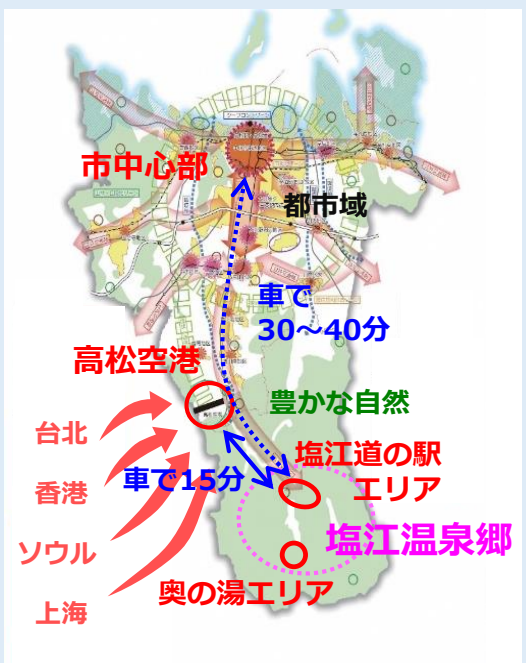 市中心部
都市域
車で
30～40分
高松空港
豊かな自然
台北
香港
ソウル
上海
車で15分
塩江道の駅
エリア
塩江温泉郷
奥の湯エリア